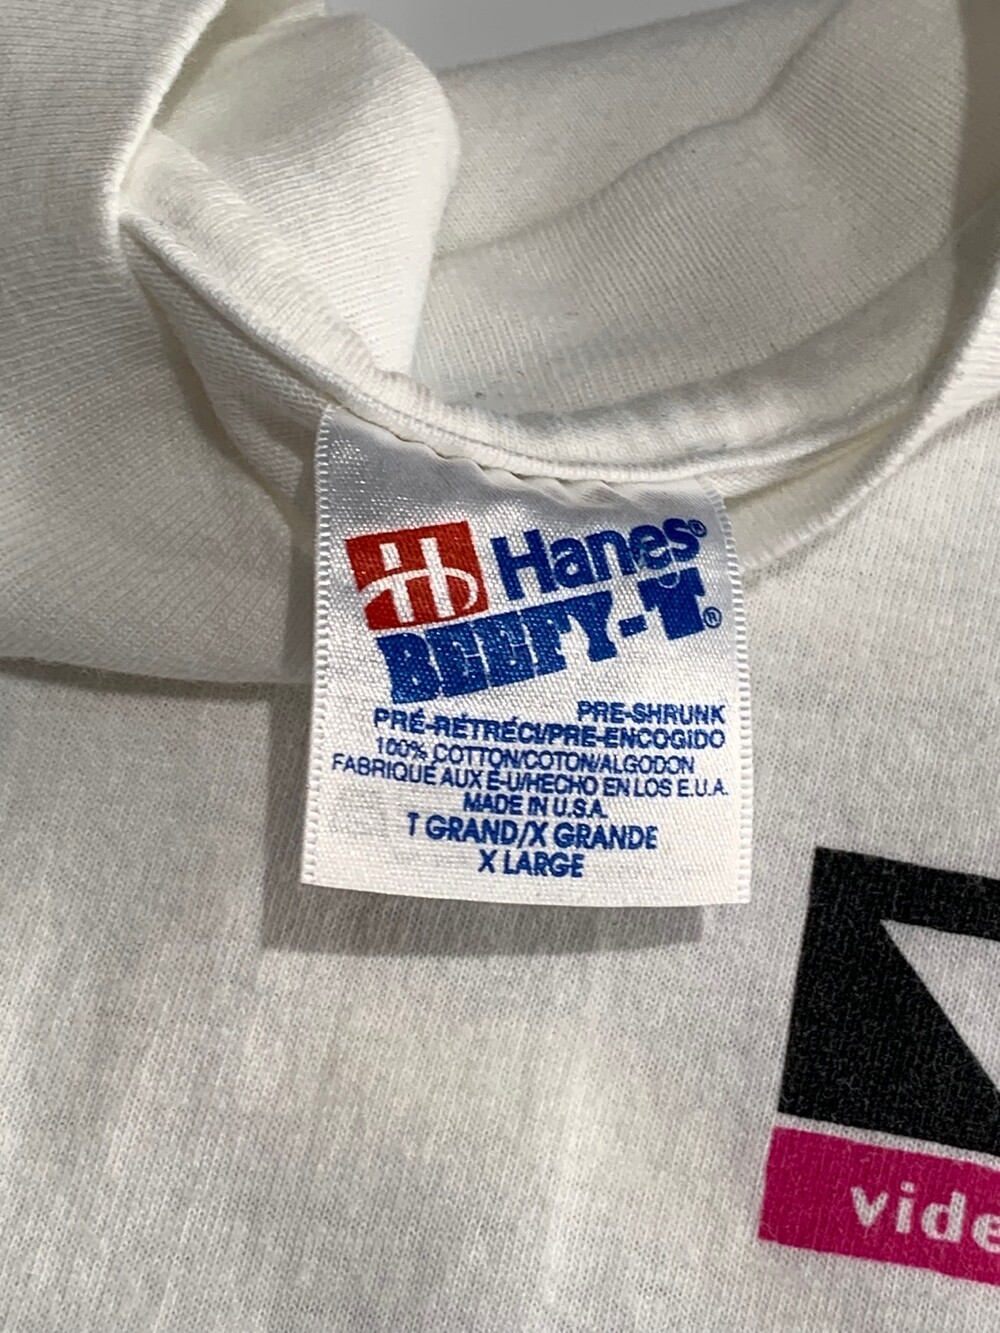 Hanes®
BEEFY-T®
PRE-SHRUNK
PRÉ-RÉTRÉCI/PRE-ENCOGIDO
100% COTTON/COTON/ALGODON
FABRIQUÉ AUX É-U/HECHO EN LOS E.U.A.
MADE IN U.S.A.
T GRAND/X GRANDE
X LARGE
vide